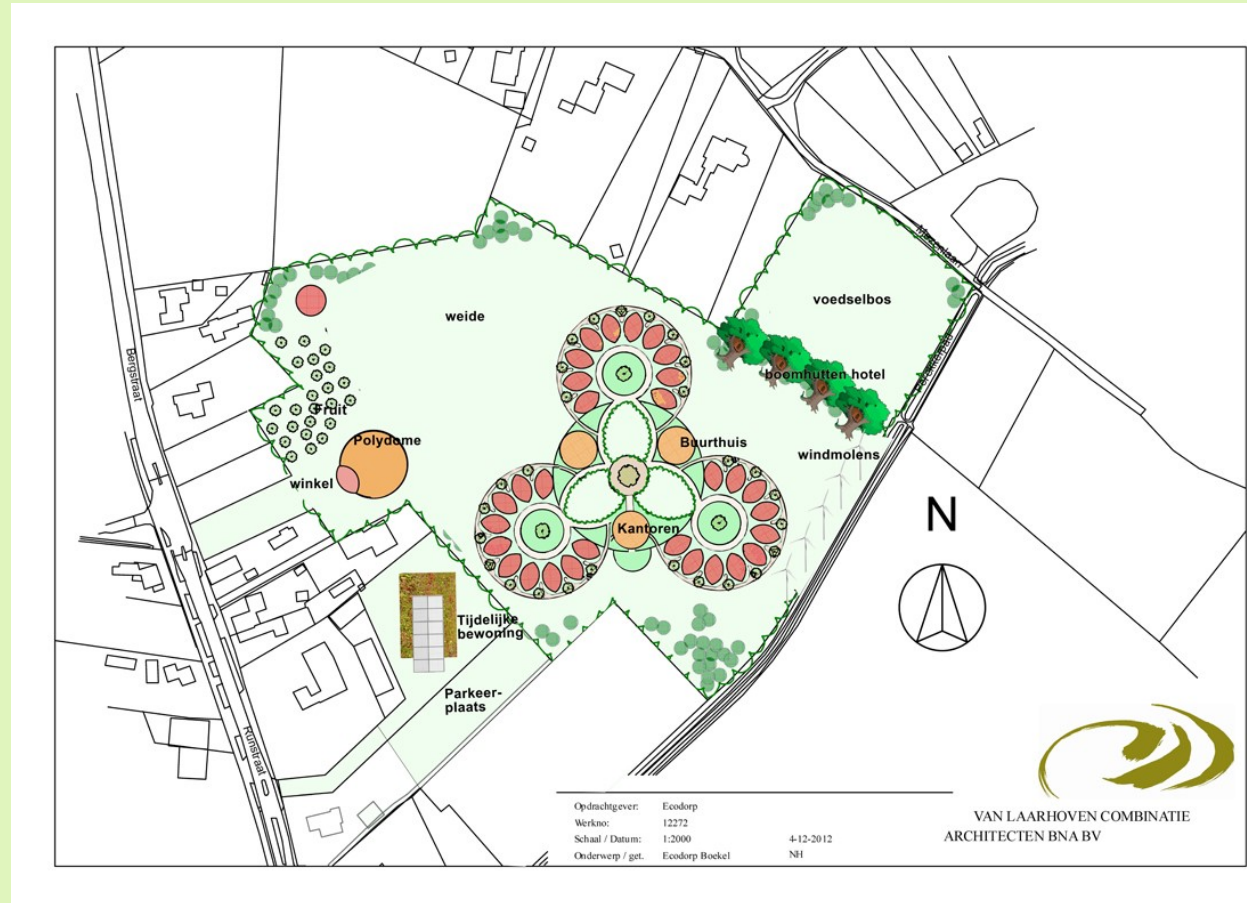 Bergstraat
weide
voedselbos
boomhutten hotel
Fruit
Polydome
Buurthuis
winkel
windmolens
Kantoren
N
Tijdelijke
bewoning
Parkeer-
plaats
Runstraat
Opdrachtgever: Ecodorp
Werkno: 12272
Schaal / Datum: 1:2000 4-12-2012
Onderwerp / get. Ecodorp Boekel NH
VAN LAARHOVEN COMBINATIE
ARCHITECTEN BNA BV